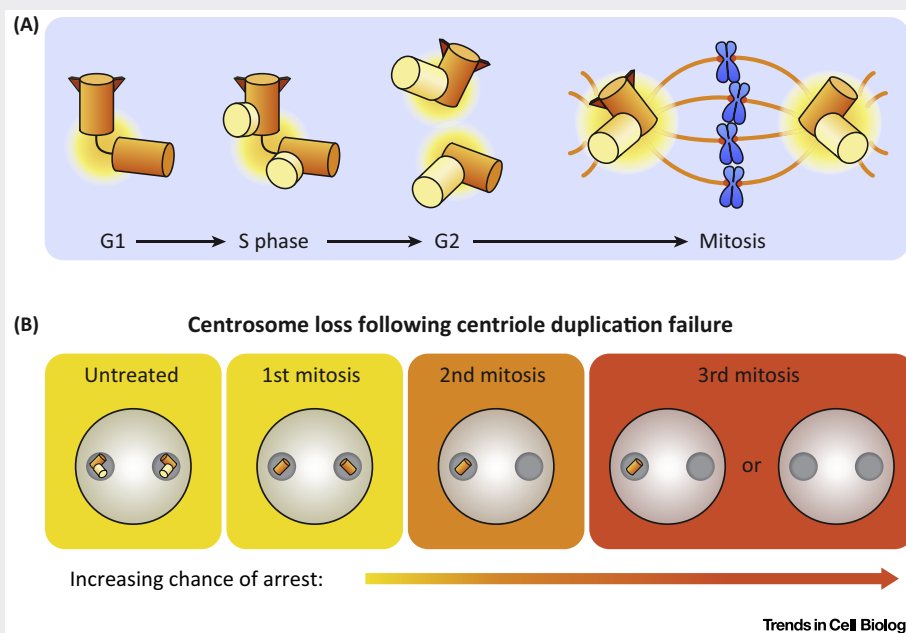 (A)
G1 S phase G2 Mitosis
(B) Centrosome loss following centriole duplication failure
Untreated 1st mitosis 2nd mitosis 3rd mitosis
or
Increasing chance of arrest:
Trends in Cell Biolog